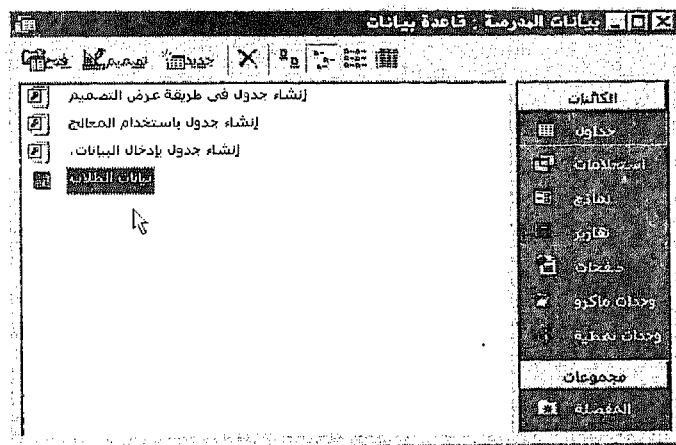 بيانات المدرسة : قاعدة بيانات
فتح تصميم جديد
الكائنات
جداول
استعلامات
نماذج
تقارير
صفحات
وحدات ماكرو
وحدات نمطية
مجموعات
المفضلة
إنشاء جدول في طريقة عرض التصميم
إنشاء جدول باستخدام المعالج
إنشاء جدول بإدخال البيانات.
بيانات الطلاب